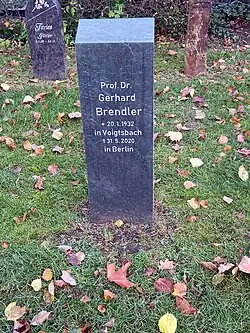 Prof. Dr.
Gerhard
Brendler
* 20. 1. 1932
in Voigtsbach
† 31. 5. 2020
in Berlin